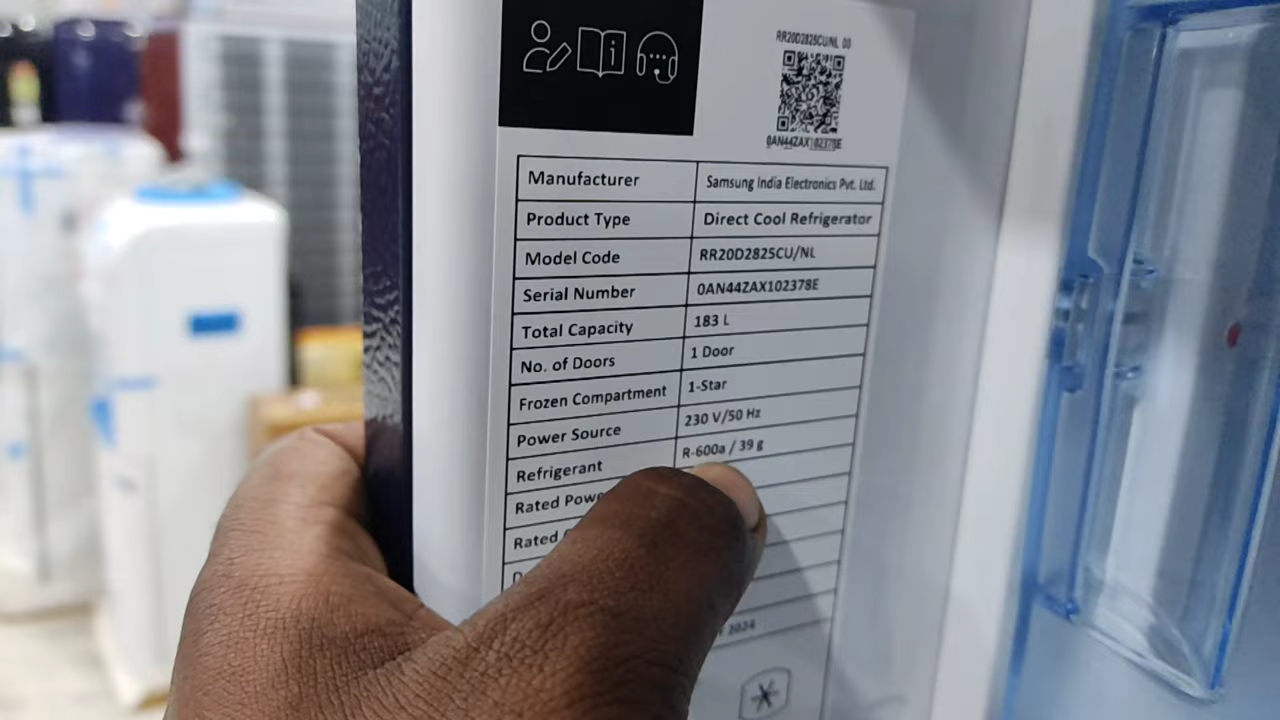 RR20D2825CU/NL 00
0AN44ZAX102378E
Manufacturer Samsung India Electronics Pvt. Ltd.
Product Type Direct Cool Refrigerator
Model Code RR20D2825CU/NL
Serial Number 0AN44ZAX102378E
Total Capacity 183 L
No. of Doors 1 Door
Frozen Compartment 1-Star
Power Source 230 V/50 Hz
Refrigerant R-600a / 39 g
Rated
Rated
2024